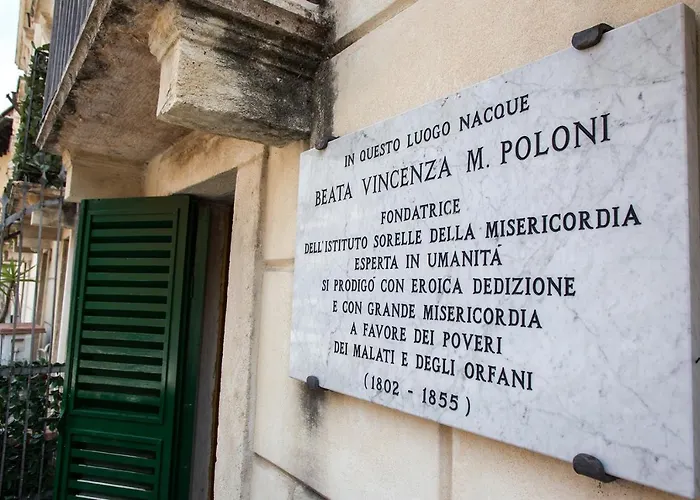 IN QUESTO LUOGO NACQUE
BEATA VINCENZA M. POLONI
FONDATRICE
DELL'ISTITUTO SORELLE DELLA MISERICORDIA
ESPERTA IN UMANITÁ
SI PRODIGÒ CON EROICA DEDIZIONE
E CON GRANDE MISERICORDIA
A FAVORE DEI POVERI
DEI MALATI E DEGLI ORFANI
(1802 - 1855)